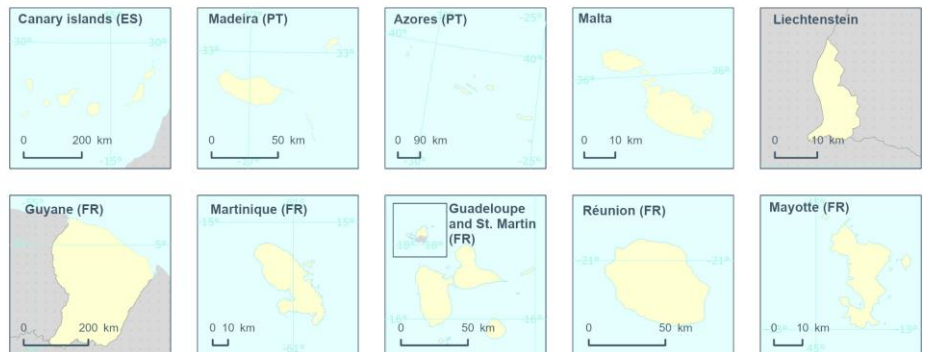 Canary islands (ES)
30°
30°
0 200 km
-15°
Madeira (PT)
33°
33°
0 50 km
Azores (PT)
-25°
40°
0 90 km
-25°
Malta
36°
36°
0 10 km
Liechtenstein
0 10 km
Guyane (FR)
5°
0 200 km
Martinique (FR)
15°
15°
0 10 km
-61°
Guadeloupe
and St. Martin
(FR)
16°
0 50 km
Réunion (FR)
-21°
-21°
0 50 km
Mayotte (FR)
0 10 km
-45°